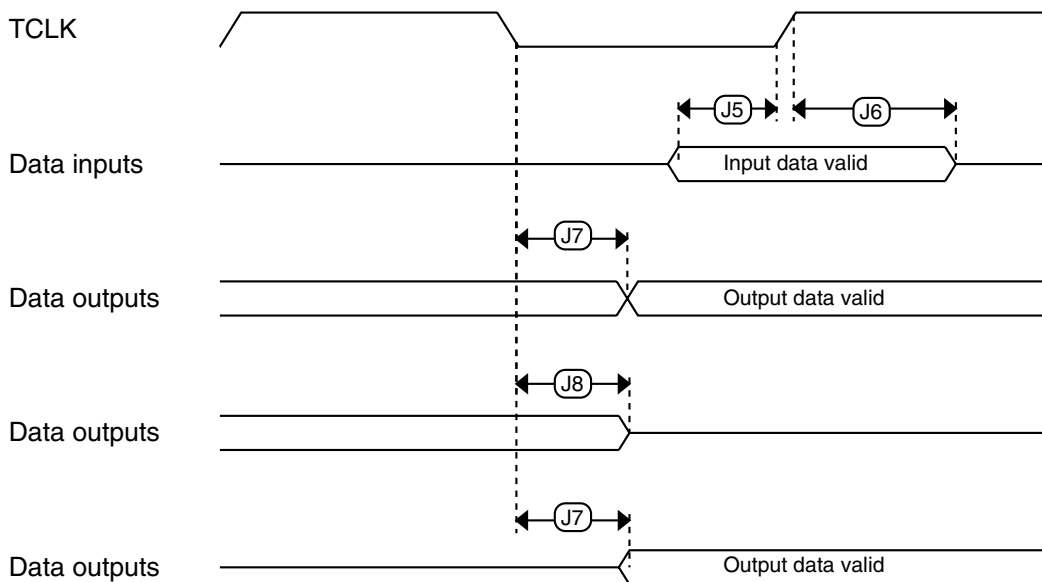 TCLK
J5
J6
Data inputs
Input data valid
J7
Data outputs
Output data valid
J8
Data outputs
J7
Data outputs
Output data valid